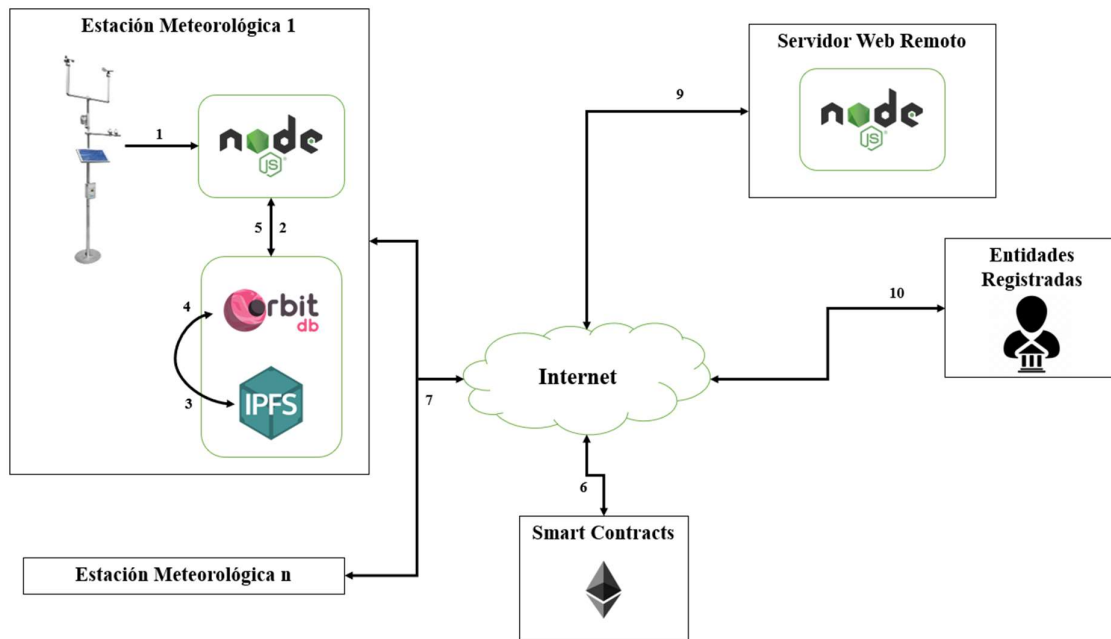 Estación Meteorológica 1
1
node
JS
5 2
4
orbit
db
3
IPFS
Estación Meteorológica n
7
Internet
Servidor Web Remoto
node
JS
9
Entidades
Registradas
10
6
Smart Contracts